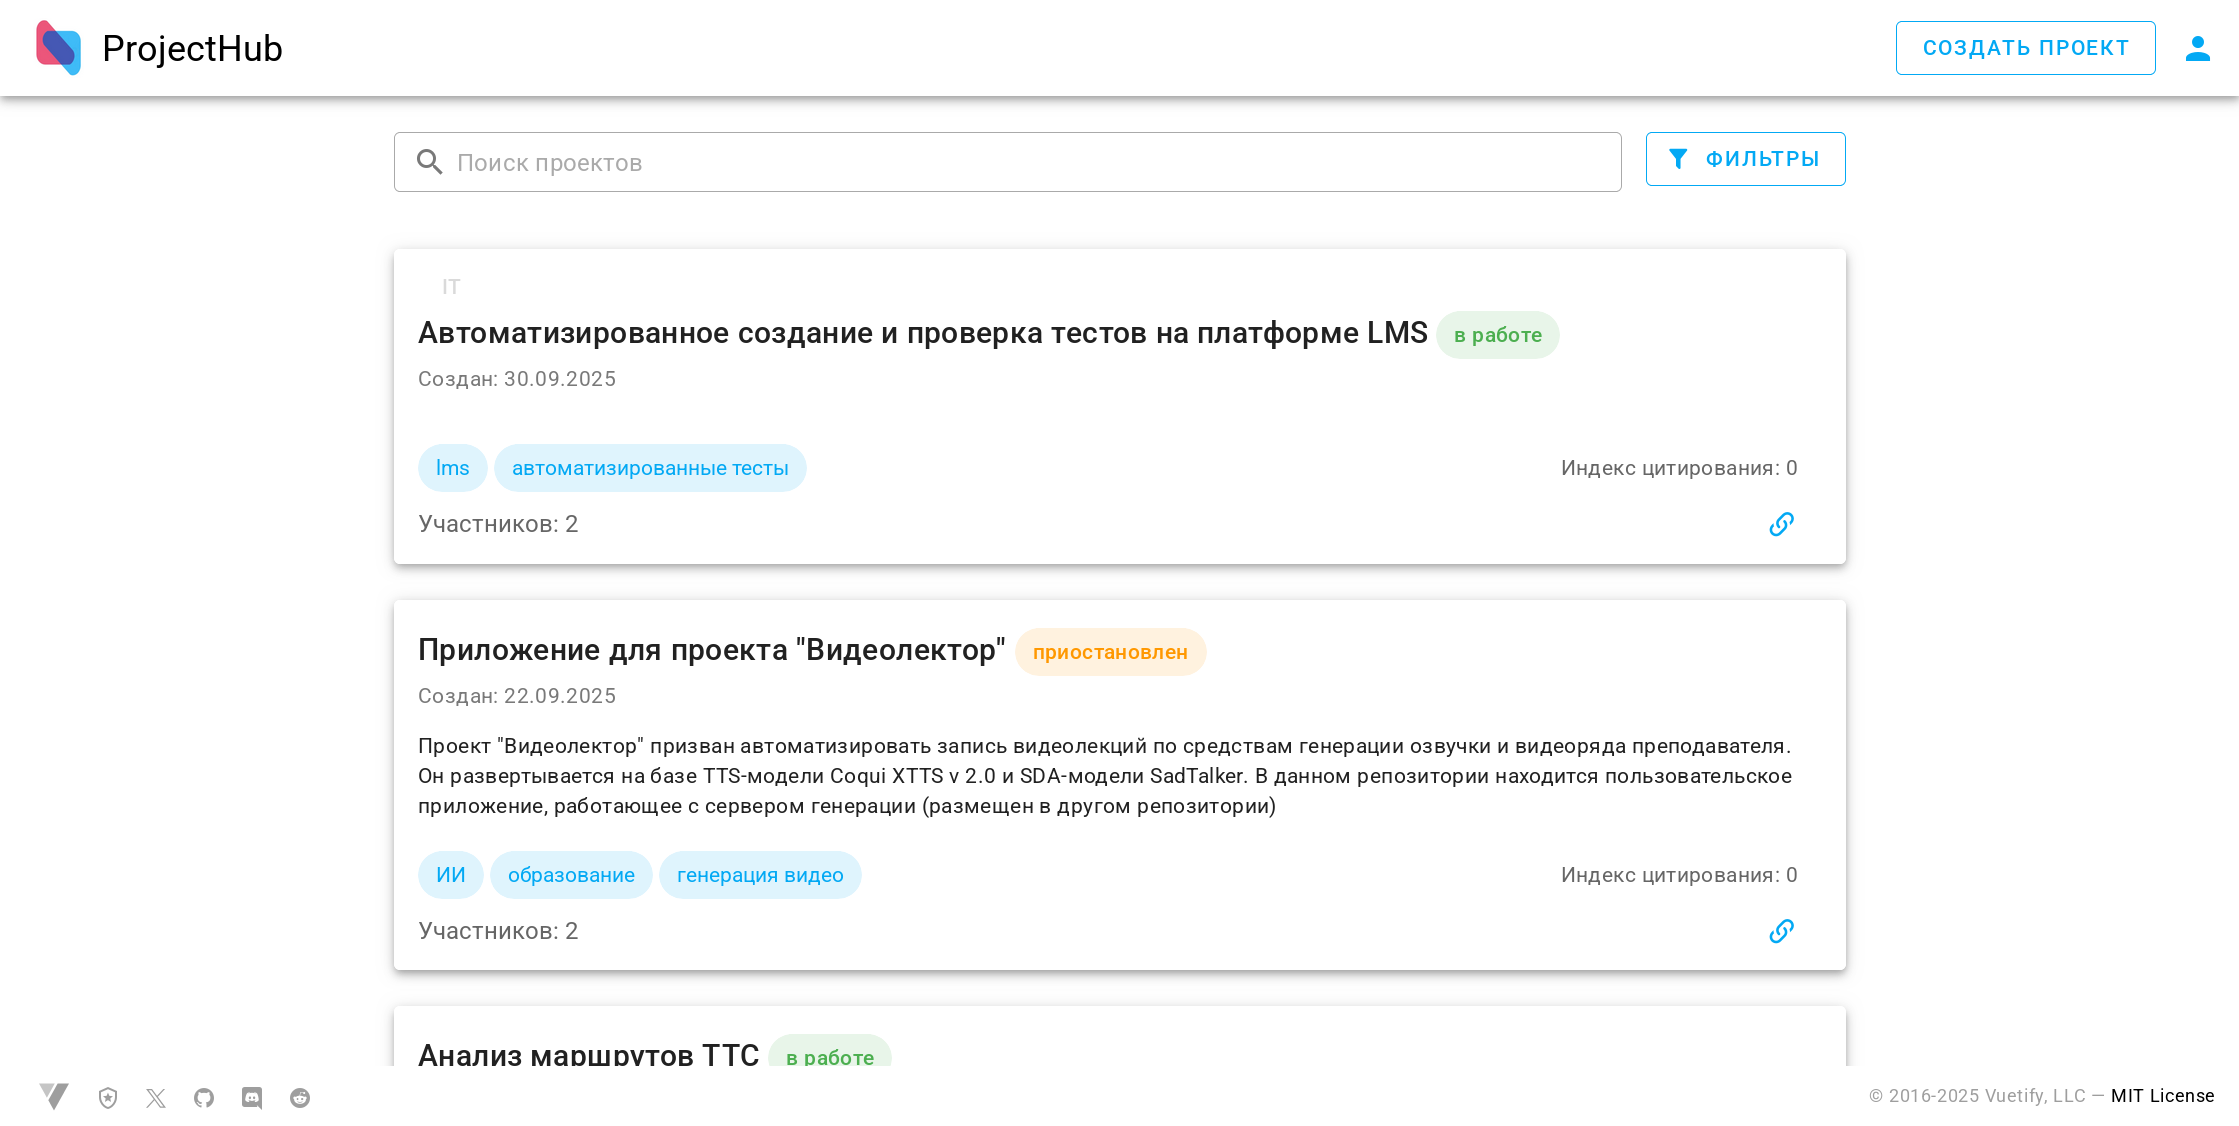 ProjectHub
СОЗДАТЬ ПРОЕКТ
Поиск проектов
ФИЛЬТРЫ
IT
Автоматизированное создание и проверка тестов на платформе LMS в работе
Создан: 30.09.2025
lms автоматизированные тесты
Индекс цитирования: 0
Участников: 2
Приложение для проекта "Видеолектор" приостановлен
Создан: 22.09.2025
Проект "Видеолектор" призван автоматизировать запись видеолекций по средствам генерации озвучки и видеоряда преподавателя.
Он развертывается на базе TTS-модели Coqui XTTS v 2.0 и SDA-модели SadTalker. В данном репозитории находится пользовательское
приложение, работающее с сервером генерации (размещен в другом репозитории)
ИИ образование генерация видео
Индекс цитирования: 0
Участников: 2
Анализ маршрутов ТТС в работе
© 2016-2025 Vuetify, LLC — MIT License